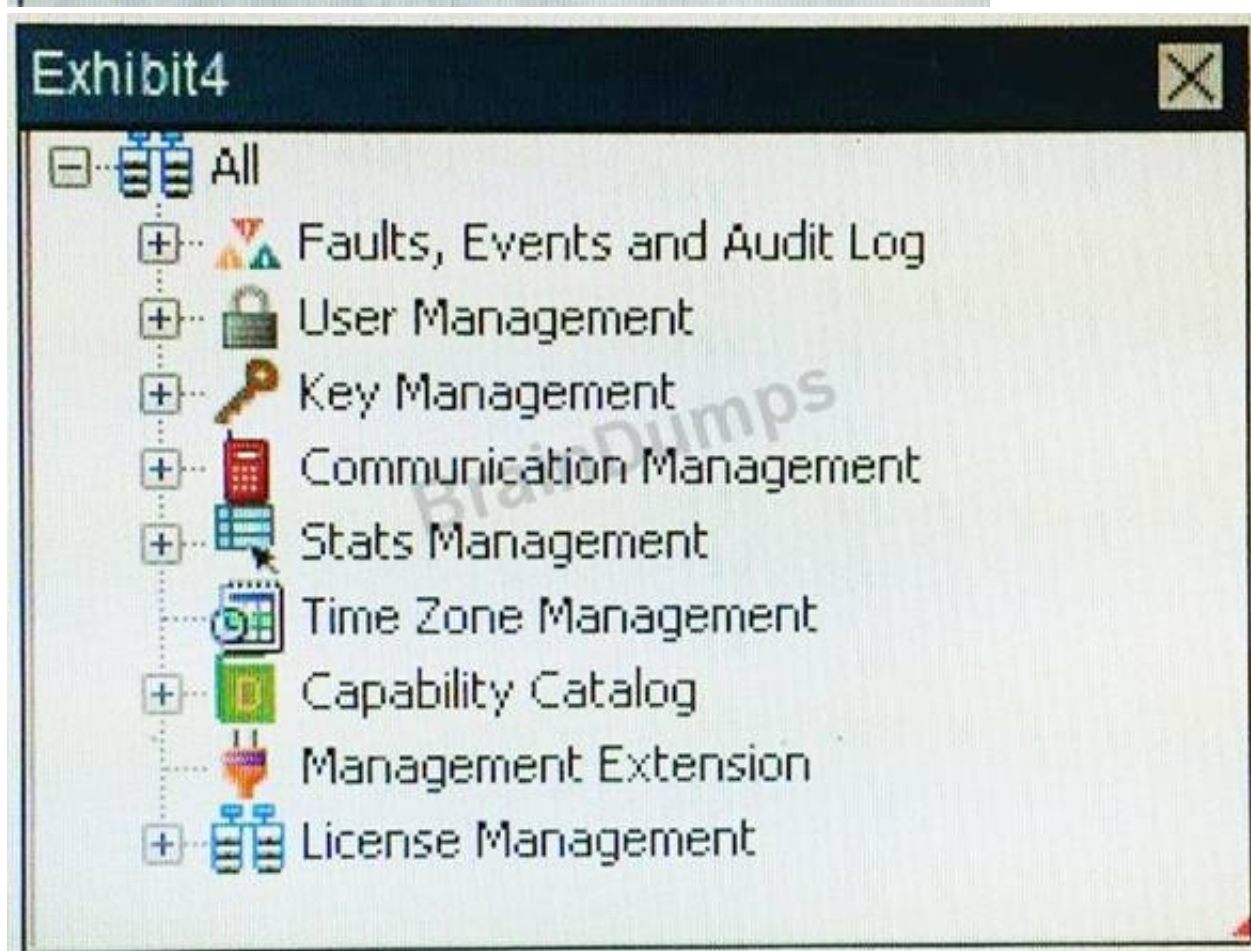 Exhibit4
All
Faults, Events and Audit Log
User Management
Key Management
BrainDumps
Communication Management
Stats Management
Time Zone Management
Capability Catalog
Management Extension
License Management